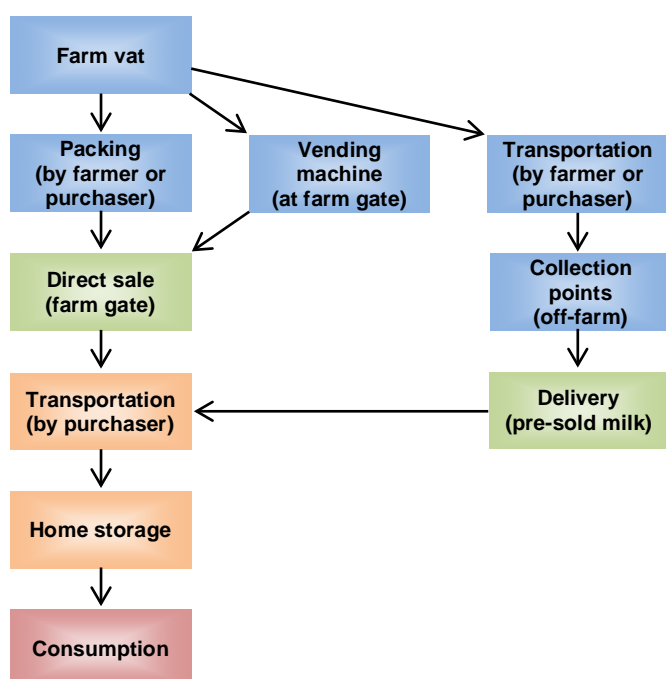 Farm vat
Packing
(by farmer or
purchaser)
Vending
machine
(at farm gate)
Transportation
(by farmer or
purchaser)
Direct sale
(farm gate)
Collection
points
(off-farm)
Transportation
(by purchaser)
Delivery
(pre-sold milk)
Home storage
Consumption